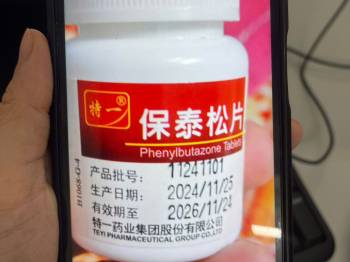 特一®
保泰松片
Phenylbutazone Tablets
产品批号: 11241101
生产日期: 2024/11/25
有效期至 2026/11/24
特一药业集团股份有限公司
TEYI PHARMACEUTICAL GROUP CO.,LTD
B1068-G-4